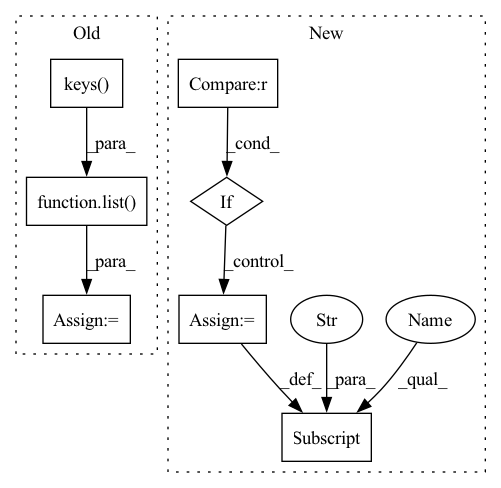 Old
New
keys()
Compare:r
_para_
_cond_
function.list()
If
_para_
_control_
Assign:=
Assign:=
Str
Name
_def_
_para_
_qual_
Subscript